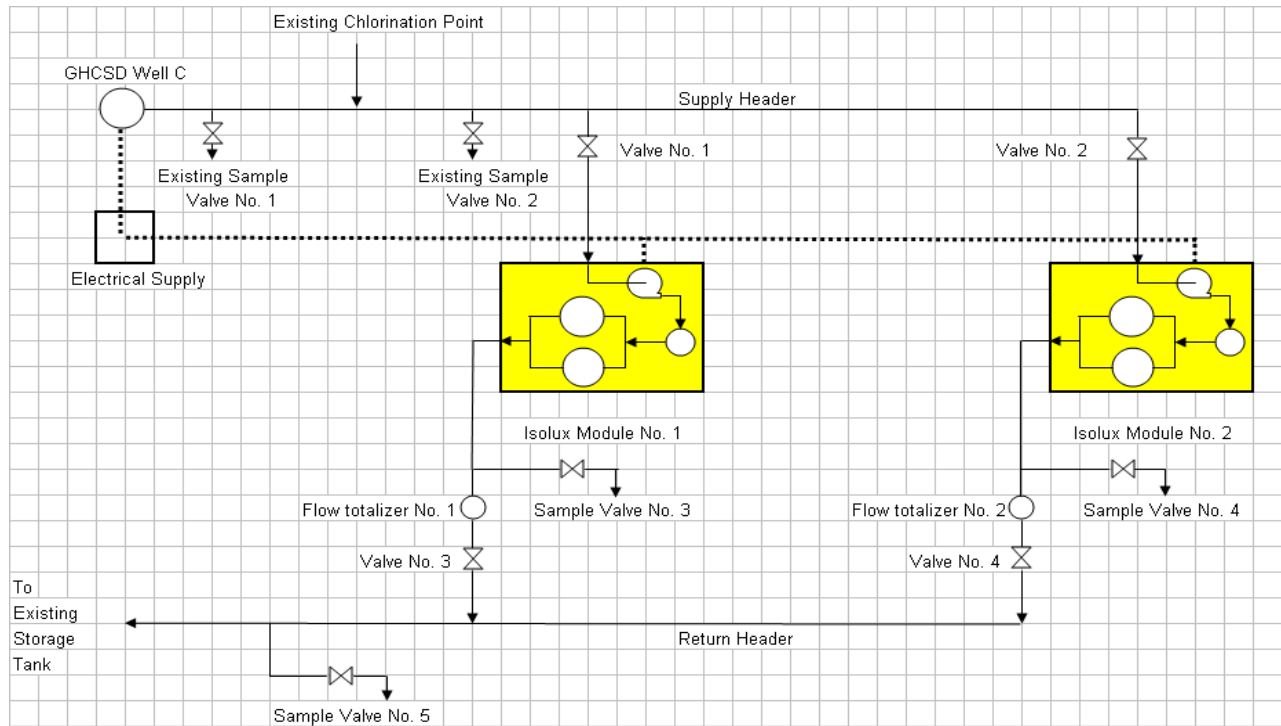 Existing Chlorination Point
GHCSD Well C
Supply Header
Valve No. 1
Valve No. 2
Existing Sample
Valve No. 1
Existing Sample
Valve No. 2
Electrical Supply
Isolux Module No. 1
Isolux Module No. 2
Flow totalizer No. 1
Sample Valve No. 3
Flow totalizer No. 2
Sample Valve No. 4
Valve No. 3
Valve No. 4
To
Existing
Storage
Tank
Return Header
Sample Valve No. 5